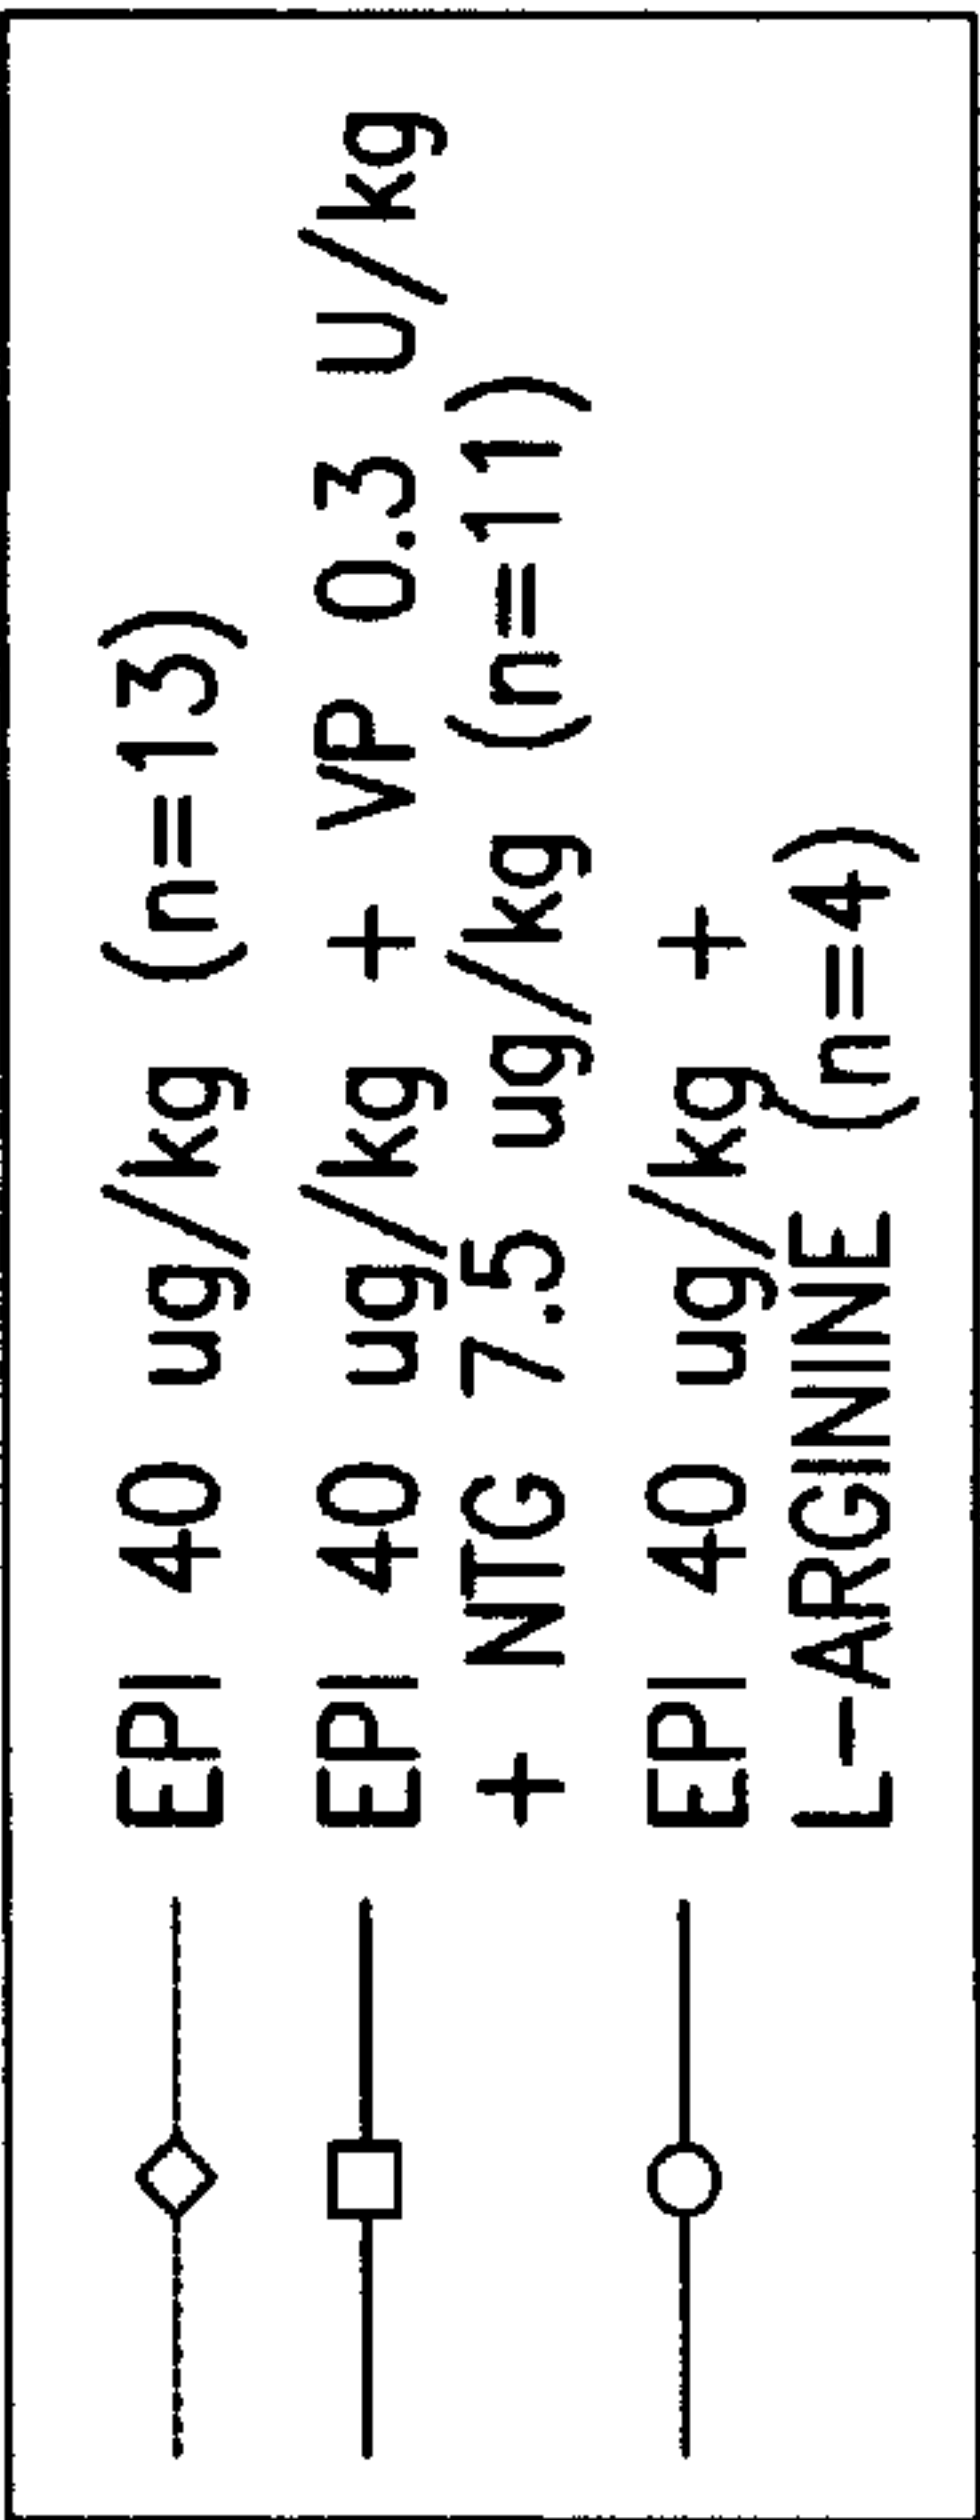 EPI 40 ug/kg (n=13)
EPI 40 ug/kg + VP 0.3 U/kg
+ NTG 7.5 ug/kg (n=11)
EPI 40 ug/kg +
L-ARGININE (n=4)